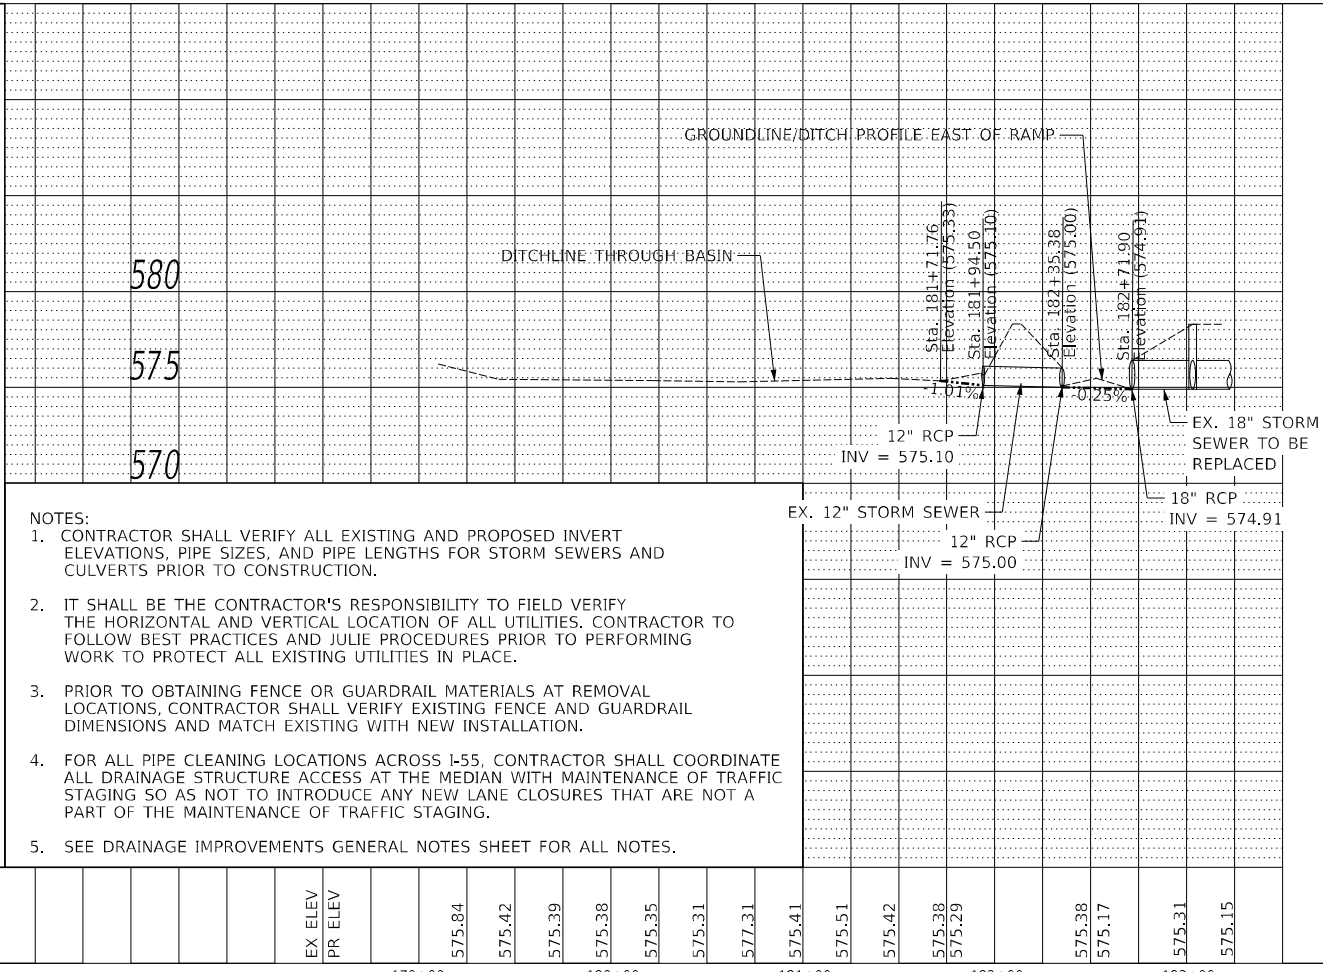 GROUNDLINE/DITCH PROFILE EAST OF RAMP
DITCHLINE THROUGH BASIN
Sta. 181+71.76
Elevation (575.33)
Sta. 181+94.50
Elevation (575.10)
Sta. 182+35.38
Elevation (575.00)
Sta. 182+71.90
Elevation (574.91)
580
575
570
-1.01%
-0.25%
12" RCP
INV = 575.10
EX. 18" STORM
SEWER TO BE
REPLACED
EX. 12" STORM SEWER
18" RCP
INV = 574.91
12" RCP
INV = 575.00
NOTES:
1. CONTRACTOR SHALL VERIFY ALL EXISTING AND PROPOSED INVERT
ELEVATIONS, PIPE SIZES, AND PIPE LENGTHS FOR STORM SEWERS AND
CULVERTS PRIOR TO CONSTRUCTION.
2. IT SHALL BE THE CONTRACTOR'S RESPONSIBILITY TO FIELD VERIFY
THE HORIZONTAL AND VERTICAL LOCATION OF ALL UTILITIES. CONTRACTOR TO
FOLLOW BEST PRACTICES AND JULIE PROCEDURES PRIOR TO PERFORMING
WORK TO PROTECT ALL EXISTING UTILITIES IN PLACE.
3. PRIOR TO OBTAINING FENCE OR GUARDRAIL MATERIALS AT REMOVAL
LOCATIONS, CONTRACTOR SHALL VERIFY EXISTING FENCE AND GUARDRAIL
DIMENSIONS AND MATCH EXISTING WITH NEW INSTALLATION.
4. FOR ALL PIPE CLEANING LOCATIONS ACROSS I-55, CONTRACTOR SHALL COORDINATE
ALL DRAINAGE STRUCTURE ACCESS AT THE MEDIAN WITH MAINTENANCE OF TRAFFIC
STAGING SO AS NOT TO INTRODUCE ANY NEW LANE CLOSURES THAT ARE NOT A
PART OF THE MAINTENANCE OF TRAFFIC STAGING.
5. SEE DRAINAGE IMPROVEMENTS GENERAL NOTES SHEET FOR ALL NOTES.
EX ELEV
PR ELEV
575.84
575.42
575.39
575.38
575.35
575.31
577.31
575.41
575.51
575.42
575.38
575.29
575.38
575.17
575.31
575.15